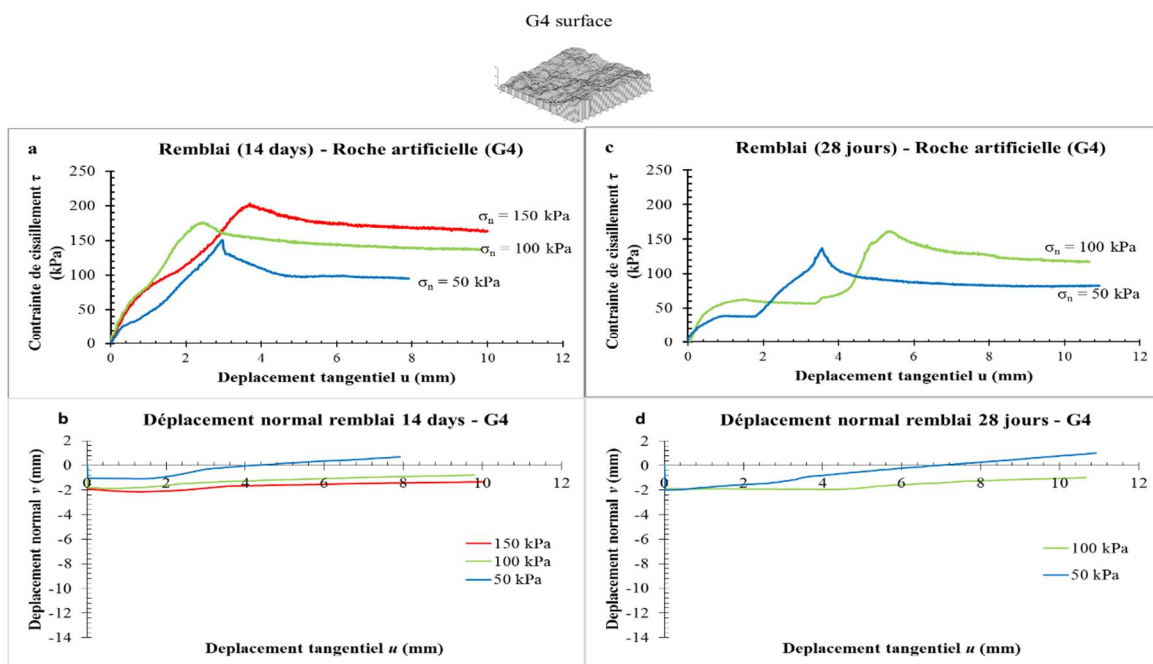 G4 surface
a
Remblai (14 days) - Roche artificielle (G4)
Contrainte de cisaillement τ
(kPa)
250
200
150
100
50
0
0 2 4 6 8 10 12
σn = 150 kPa
σn = 100 kPa
σn = 50 kPa
Deplacement tangentiel u (mm)
c
Remblai (28 jours) - Roche artificielle (G4)
Contrainte de cisaillement τ
(kPa)
250
200
150
100
50
0
0 2 4 6 8 10 12
σn = 100
σn = 50
Deplacement tangentiel u (mm)
b
Déplacement normal remblai 14 days - G4
Deplacement normal v (mm)
2
0
-2
-4
-6
-8
-10
-12
-14
0 2 4 6 8 10 12
150 kPa
100 kPa
50 kPa
Deplacement tangentiel u (mm)
d
Déplacement normal remblai 28 jours - G4
Deplacement normal v (mm)
2
0
-2
-4
-6
-8
-10
-12
-14
0 2 4 6 8 10 12
100 kPa
50 kPa
Deplacement tangentiel u (mm)